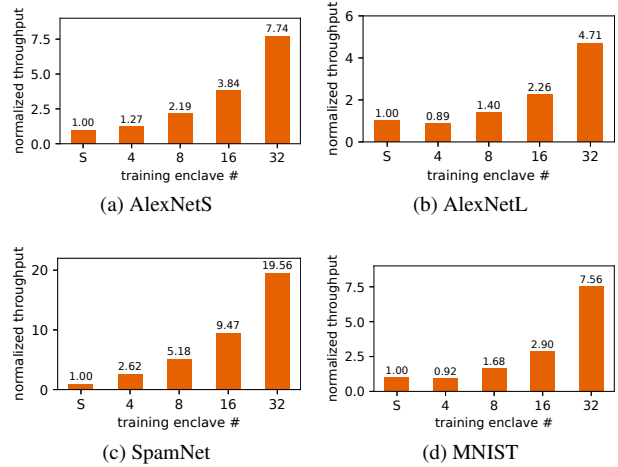 normalized throughput
7.5
5.0
2.5
0.0
1.00
1.27
2.19
3.84
7.74
S 4 8 16 32
training enclave #
(a) AlexNetS
normalized throughput
6
4
2
0
1.00
0.89
1.40
2.26
4.71
S 4 8 16 32
training enclave #
(b) AlexNetL
normalized throughput
20
10
0
1.00
2.62
5.18
9.47
19.56
S 4 8 16 32
training enclave #
(c) SpamNet
normalized throughput
7.5
5.0
2.5
0.0
1.00
0.92
1.68
2.90
7.56
S 4 8 16 32
training enclave #
(d) MNIST